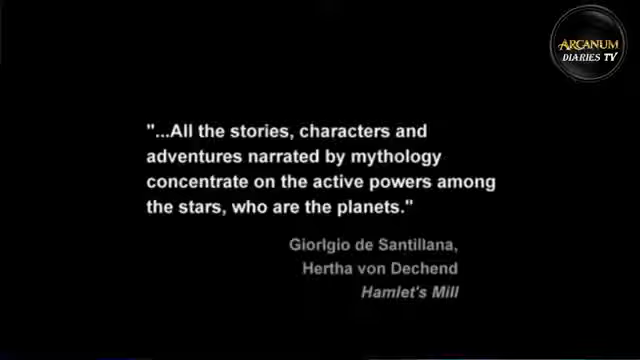 ARCANUM
DIARIES TV
"...All the stories, characters and
adventures narrated by mythology
concentrate on the active powers among
the stars, who are the planets."
Giorlgio de Santillana,
Hertha von Dechend
Hamlet's Mill